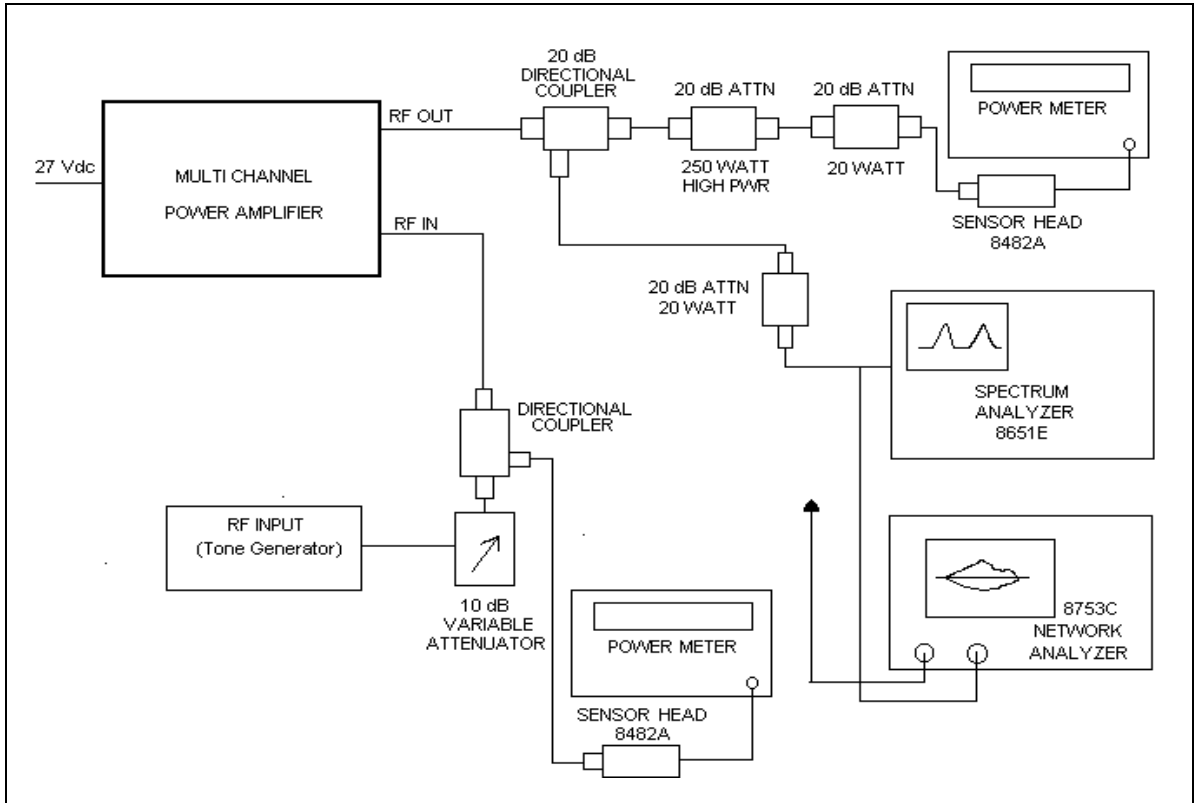 20 dB
DIRECTIONAL
COUPLER
20 dB ATTN
20 dB ATTN
POWER METER
RF OUT
250 WATT
HIGH PWR
20 WATT
27 Vdc
MULTI CHANNEL
POWER AMPLIFIER
RF IN
SENSOR HEAD
8482A
20 dB ATTN
20 WATT
SPECTRUM
ANALYZER
8651E
DIRECTIONAL
COUPLER
RF INPUT
(Tone Generator)
10 dB
VARIABLE
ATTENUATOR
POWER METER
8753C
NETWORK
ANALYZER
SENSOR HEAD
8482A